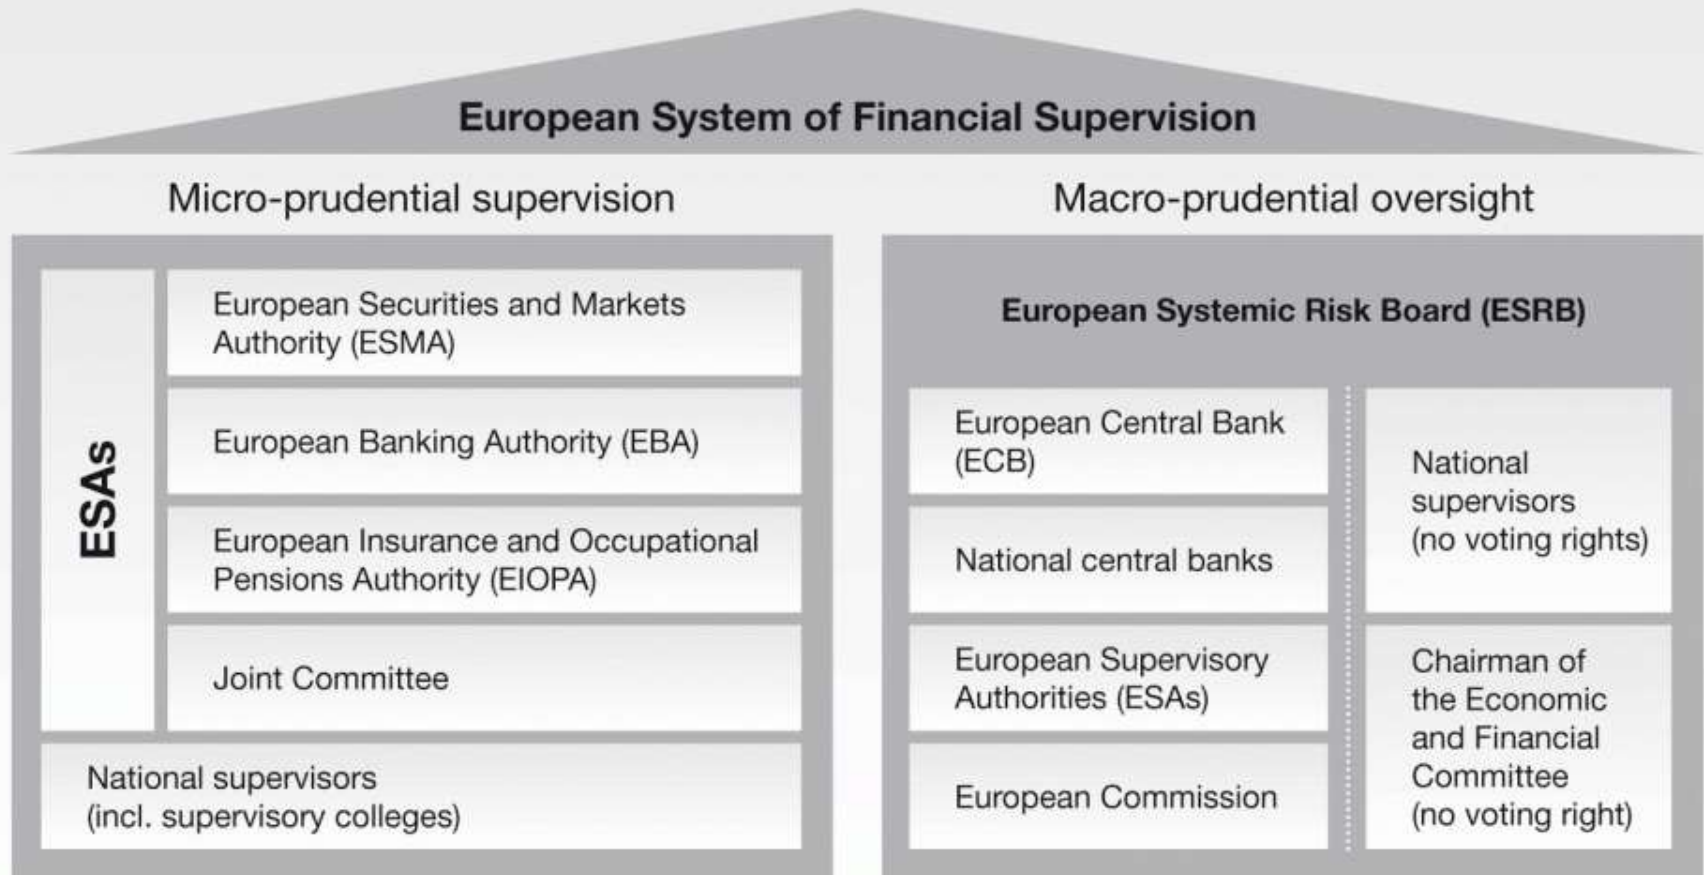 European System of Financial Supervision
Micro-prudential supervision
ESAs
European Securities and Markets
Authority (ESMA)
European Banking Authority (EBA)
European Insurance and Occupational
Pensions Authority (EIOPA)
Joint Committee
National supervisors
(incl. supervisory colleges)
Macro-prudential oversight
European Systemic Risk Board (ESRB)
European Central Bank
(ECB)
National central banks
European Supervisory
Authorities (ESAs)
European Commission
National
supervisors
(no voting rights)
Chairman of
the Economic
and Financial
Committee
(no voting right)